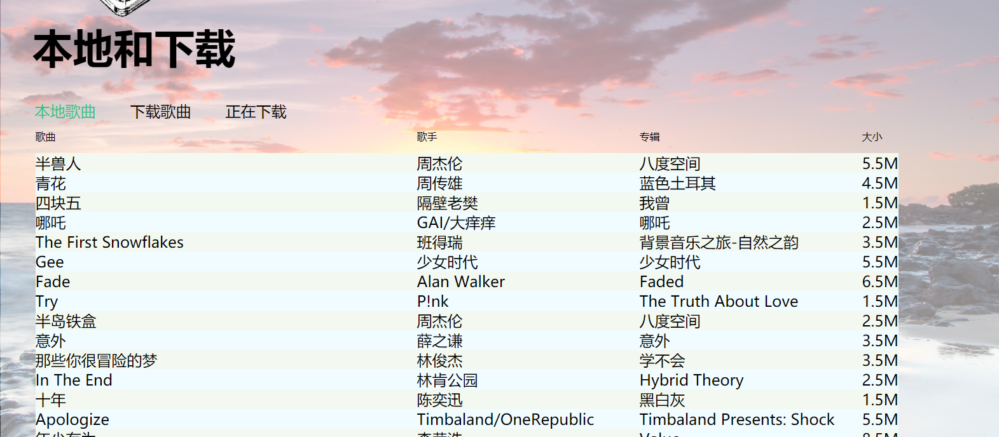 本地和下载
本地歌曲 下载歌曲 正在下载
歌曲 歌手 专辑 大小
半兽人 周杰伦 八度空间 5.5M
青花 周传雄 蓝色土耳其 4.5M
四块五 隔壁老樊 我曾 1.5M
哪吒 GAI/大痒痒 哪吒 2.5M
The First Snowflakes 班得瑞 背景音乐之旅-自然之韵 3.5M
Gee 少女时代 少女时代 5.5M
Fade Alan Walker Faded 6.5M
Try P!nk The Truth About Love 1.5M
半岛铁盒 周杰伦 八度空间 2.5M
意外 薛之谦 意外 3.5M
那些你很冒险的梦 林俊杰 学不会 3.5M
In The End 林肯公园 Hybrid Theory 2.5M
十年 陈奕迅 黑白灰 1.5M
Apologize Timbaland/OneRepublic Timbaland Presents: Shock 5.5M